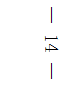 — 14 —